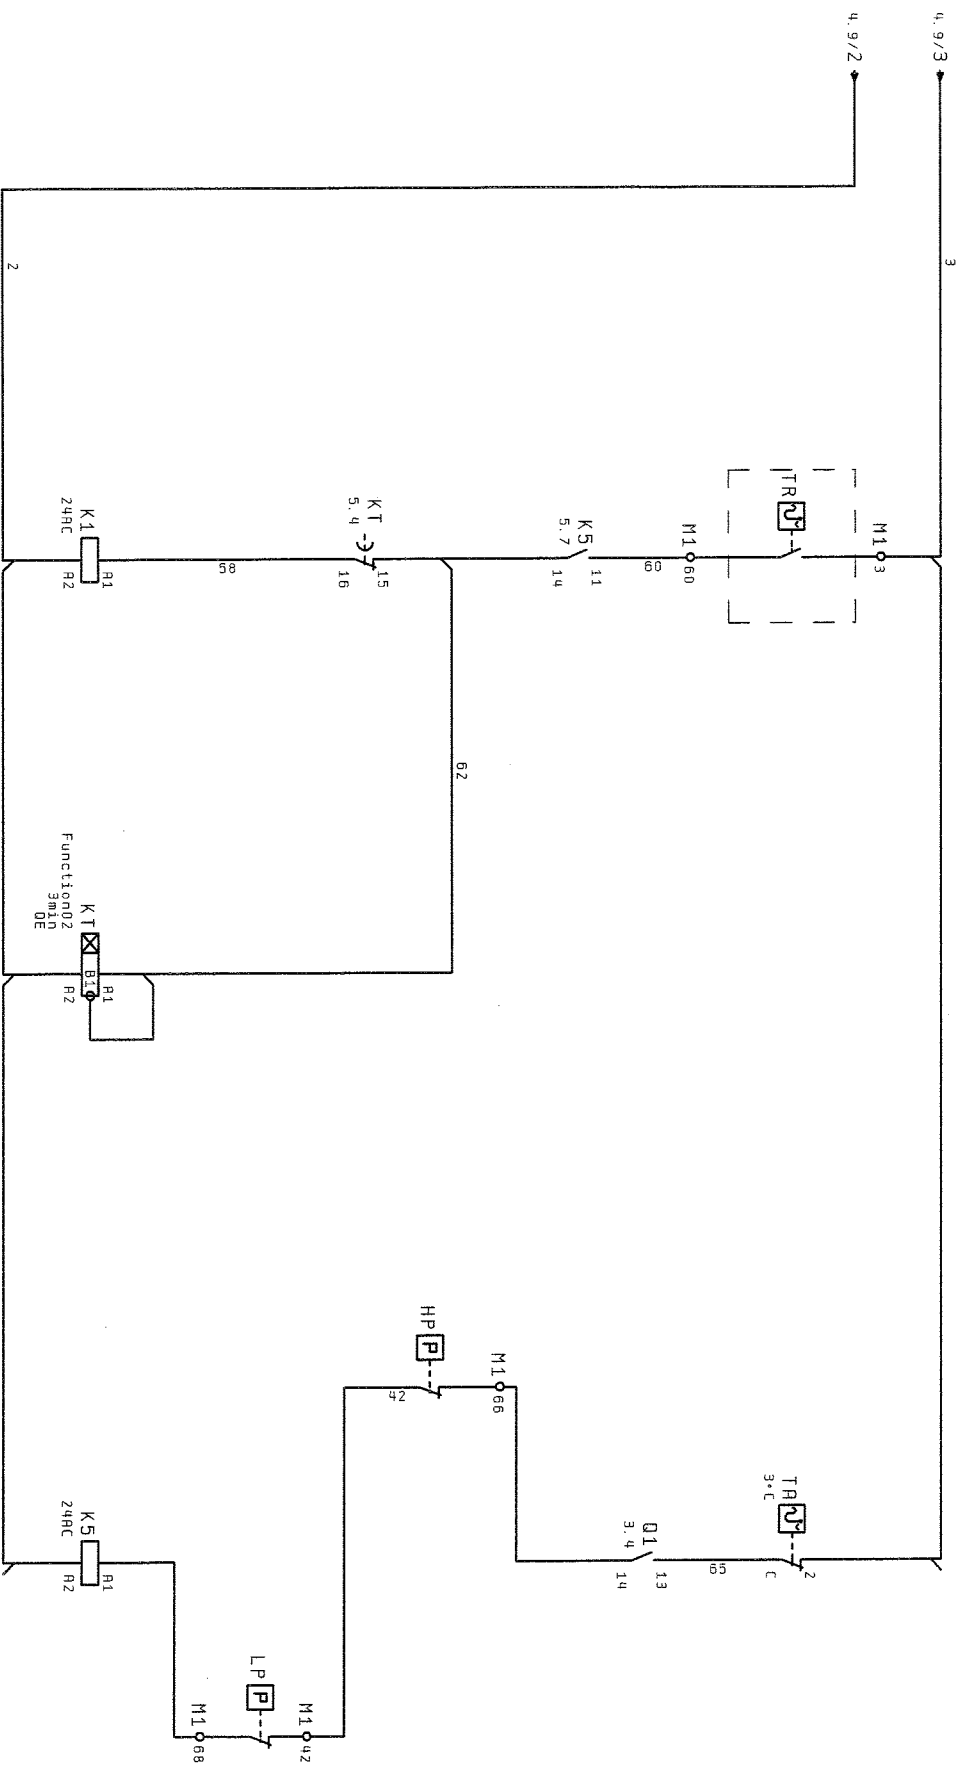 4.9/3
4.9/2
3
2
M1
3
TR
M1
60
60
K5
5.7
11
14
KT
5.4
15
16
68
K1
24AC
A1
A2
62
KT
Function02
3min
QE
B1
A1
A2
TA
3°C
2
C
65
Q1
3.4
13
14
M1
66
HP
P
42
M1
42
LP
P
M1
68
K5
24AC
A1
A2